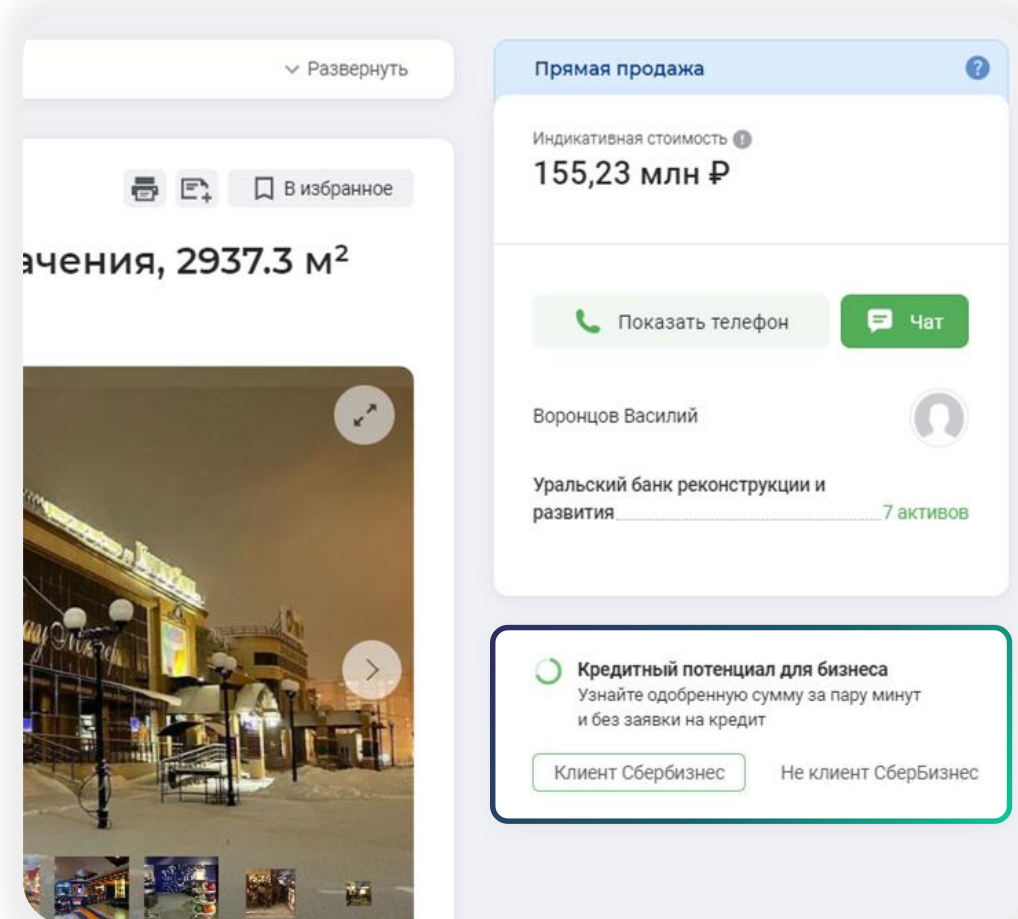 Развернуть
В избранное
ачения, 2937.3 м²
Прямая продажа
?
Индикативная стоимость
155,23 млн ₽
Показать телефон
Чат
Воронцов Василий
Уральский банк реконструкции и
развития 7 активов
Кредитный потенциал для бизнеса
Узнайте одобренную сумму за пару минут
и без заявки на кредит
Клиент Сбербизнес
Не клиент СберБизнес